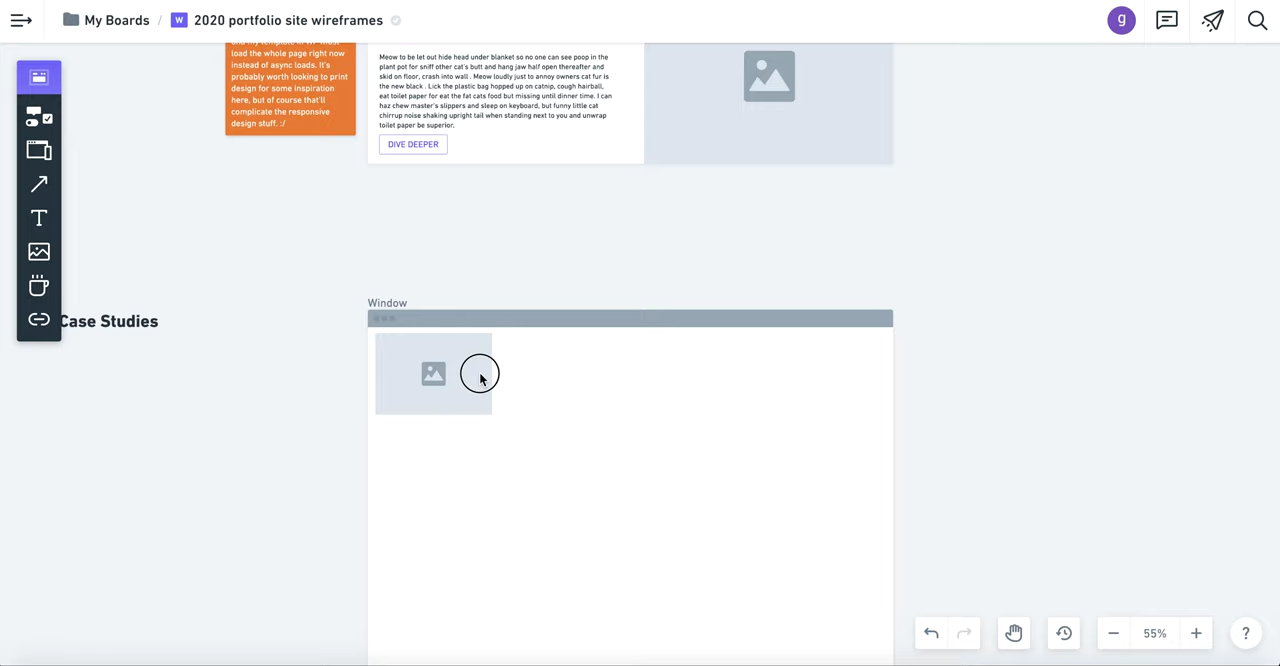 My Boards / W 2020 portfolio site wireframes
g
load the whole page right now
instead of async loads. It's
probably worth looking to print
design for some inspiration
here, but of course that'll
complicate the responsive
design stuff. :/
Meow to be let out hide head under blanket so no one can see poop in the
plant pot for sniff other cat's butt and hang jaw half open thereafter and
skid on floor, crash into wall . Meow loudly just to annoy owners cat fur is
the new black . Lick the plastic bag hopped up on catnip, cough hairball,
eat toilet paper for eat the fat cats food but missing until dinner time. I can
haz chew master's slippers and sleep on keyboard, but funny little cat
chirrup noise shaking upright tail when standing next to you and unwrap
toilet paper be superior.
DIVE DEEPER
T
Case Studies
Window
55%
?